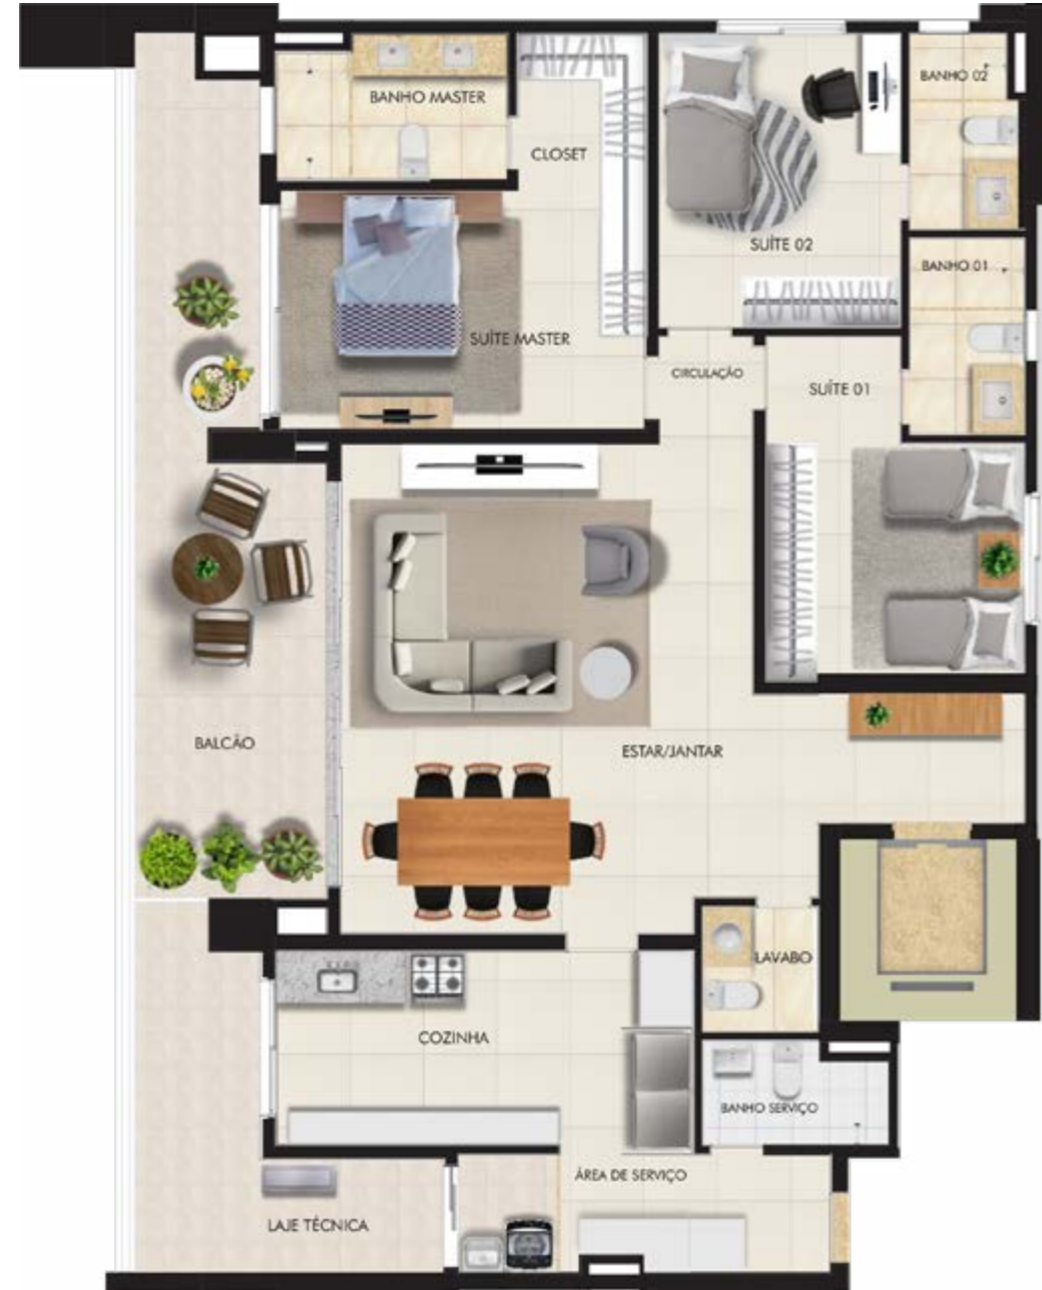 BANHO 02
BANHO MASTER
CLOSET
SUÍTE 02
BANHO 01
SUÍTE MASTER
CIRCULAÇÃO
SUÍTE 01
BALCÃO
ESTAR/JANTAR
LAVABO
COZINHA
BANHO SERVIÇO
ÁREA DE SERVIÇO
LAJE TÉCNICA